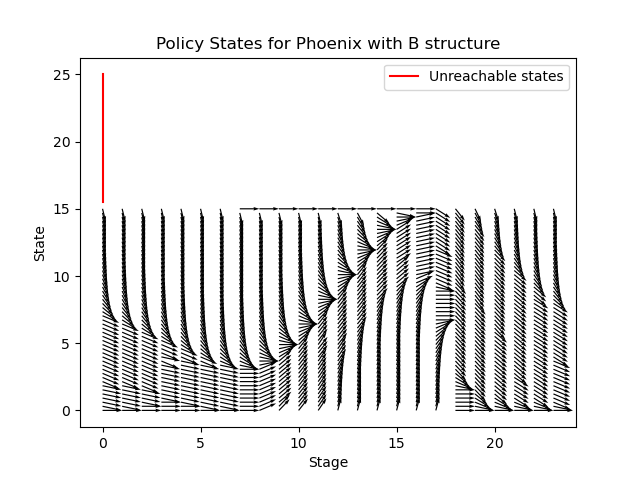 Policy States for Phoenix with B structure
Unreachable states
25
20
15
10
5
0
State
0 5 10 15 20
Stage